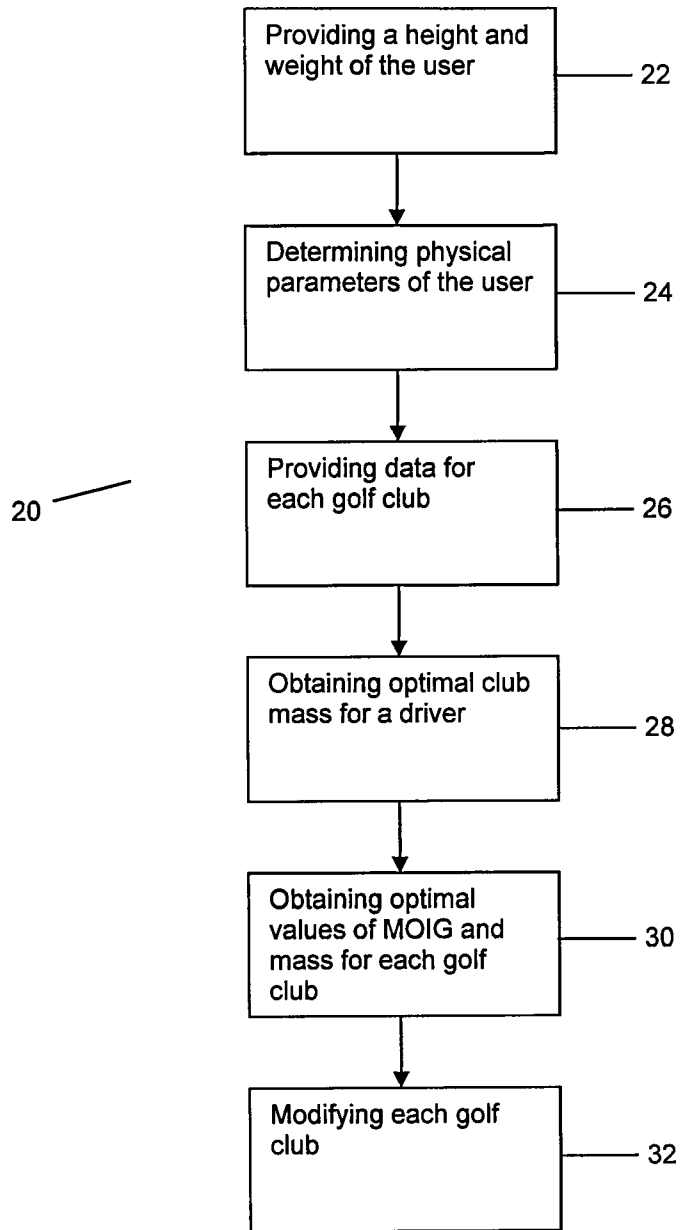 Providing a height and
weight of the user
22
Determining physical
parameters of the user
24
Providing data for
each golf club
26
20
Obtaining optimal club
mass for a driver
28
Obtaining optimal
values of MOIG and
mass for each golf
club
30
Modifying each golf
club
32